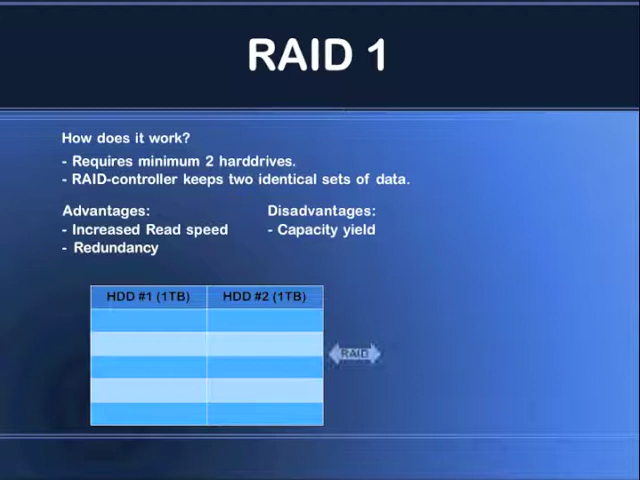 RAID 1
How does it work?
- Requires minimum 2 harddrives.
- RAID-controller keeps two identical sets of data.
Advantages: Disadvantages:
- Increased Read speed - Capacity yield
- Redundancy
HDD #1 (1TB) HDD #2 (1TB)
RAID